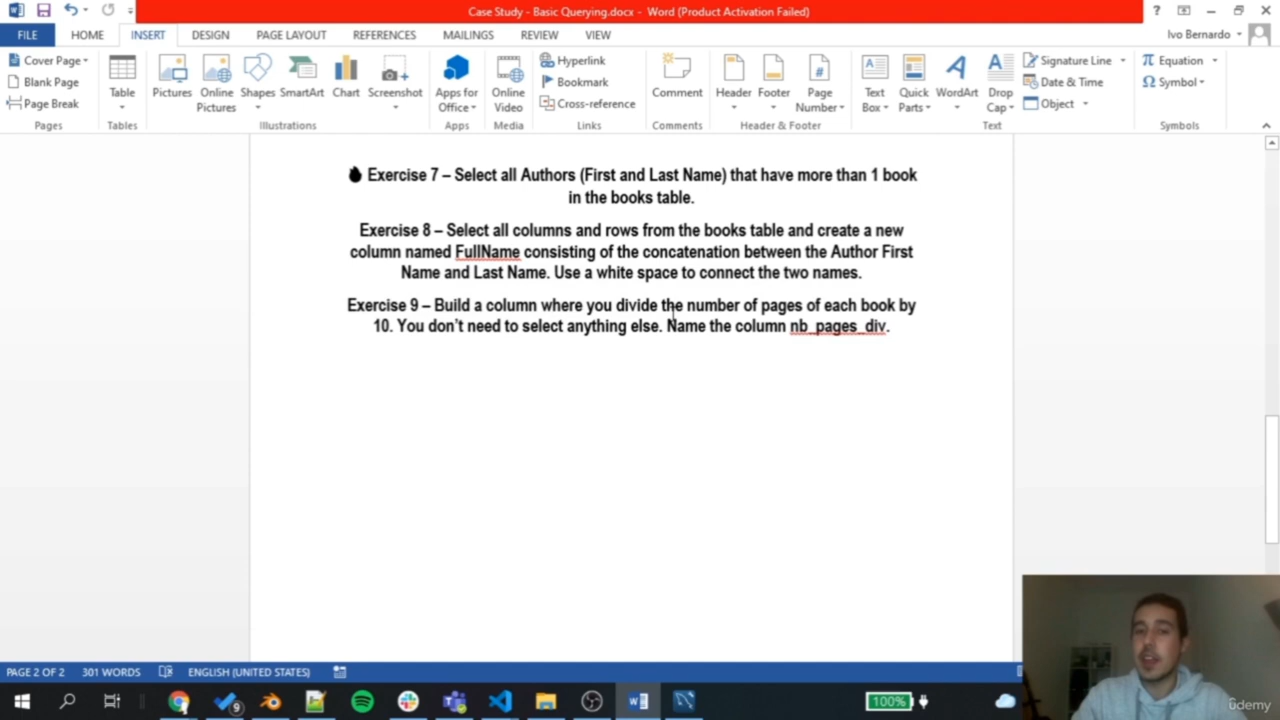 Case Study - Basic Querying.docx - Word (Product Activation Failed)
FILE HOME INSERT DESIGN PAGE LAYOUT REFERENCES MAILINGS REVIEW VIEW Ivo Bernardo
Cover Page
Blank Page
Page Break
Pages
Table
Tables
Pictures
Online Pictures
Shapes
SmartArt
Chart
Screenshot
Illustrations
Apps for Office
Apps
Online Video
Media
Hyperlink
Bookmark
Cross-reference
Links
Comment
Comments
Header
Footer
Page Number
Header & Footer
Text Box
Quick Parts
WordArt
Drop Cap
Signature Line
Date & Time
Object
Text
Equation
Symbol
Symbols
Exercise 7 – Select all Authors (First and Last Name) that have more than 1 book
in the books table.
Exercise 8 – Select all columns and rows from the books table and create a new
column named FullName consisting of the concatenation between the Author First
Name and Last Name. Use a white space to connect the two names.
Exercise 9 – Build a column where you divide the number of pages of each book by
10. You don't need to select anything else. Name the column nb_pages_div.
PAGE 2 OF 2 301 WORDS ENGLISH (UNITED STATES)
9
100%
ûdemy